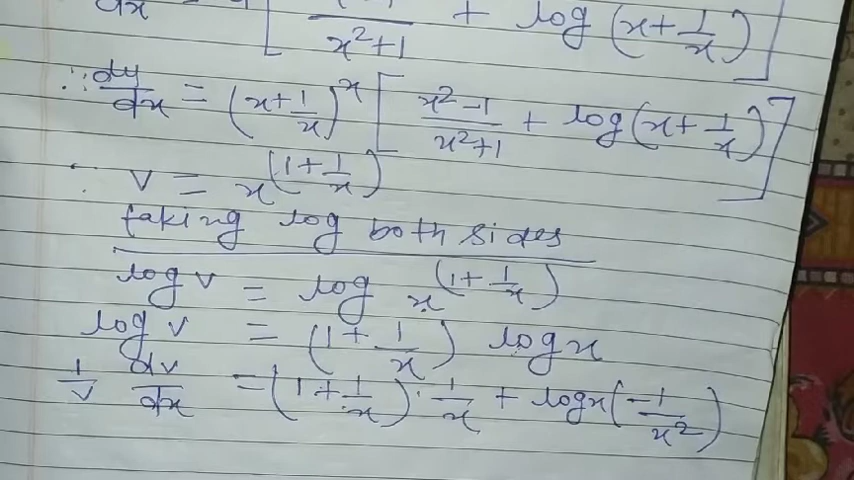 dx = [ x²+1 + log(x+1/x) ]
∴ du/dx = (x+1/x)^x [ x²-1/x²+1 + log(x+1/x) ]
∴ v = x^(1+1/x)
taking log both sides
log v = log x^(1+1/x)
log v = (1+1/x) log x
1/v dv/dx = (1+1/x)·1/x + log x(-1/x²)